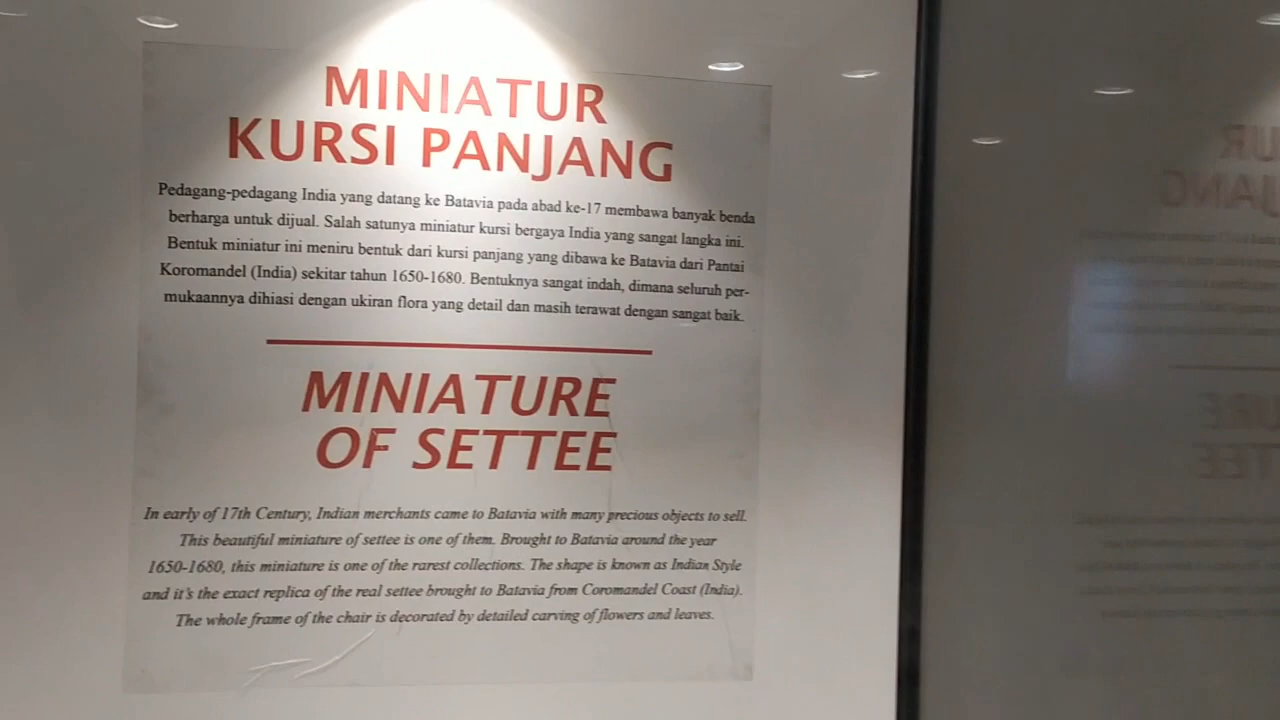 MINIATUR
KURSI PANJANG
Pedagang-pedagang India yang datang ke Batavia pada abad ke-17 membawa banyak benda
berharga untuk dijual. Salah satunya miniatur kursi bergaya India yang sangat langka ini.
Bentuk miniatur ini meniru bentuk dari kursi panjang yang dibawa ke Batavia dari Pantai
Koromandel (India) sekitar tahun 1650-1680. Bentuknya sangat indah, dimana seluruh per-
mukaannya dihiasi dengan ukiran flora yang detail dan masih terawat dengan sangat baik.
MINIATURE
OF SETTEE
In early of 17th Century, Indian merchants came to Batavia with many precious objects to sell.
This beautiful miniature of settee is one of them. Brought to Batavia around the year
1650-1680, this miniature is one of the rarest collections. The shape is known as Indian Style
and it's the exact replica of the real settee brought to Batavia from Coromandel Coast (India).
The whole frame of the chair is decorated by detailed carving of flowers and leaves.